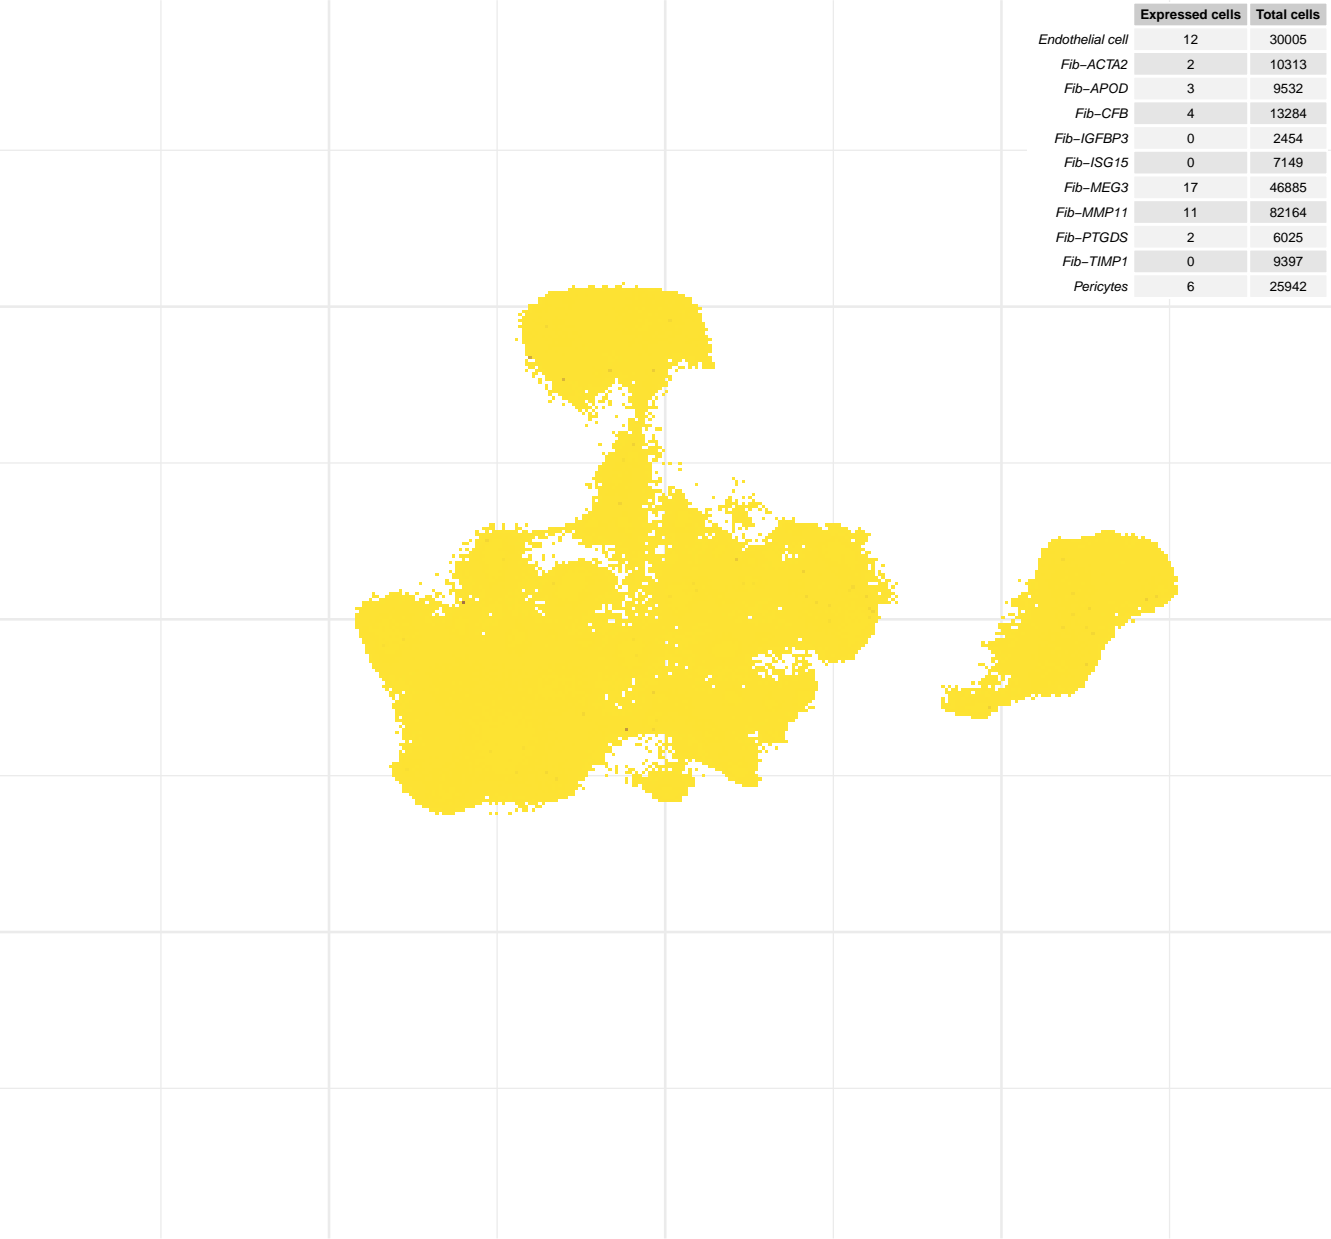 Expressed cells Total cells
Endothelial cell 12 30005
Fib−ACTA2 2 10313
Fib−APOD 3 9532
Fib−CFB 4 13284
Fib−IGFBP3 0 2454
Fib−ISG15 0 7149
Fib−MEG3 17 46885
Fib−MMP11 11 82164
Fib−PTGDS 2 6025
Fib−TIMP1 0 9397
Pericytes 6 25942